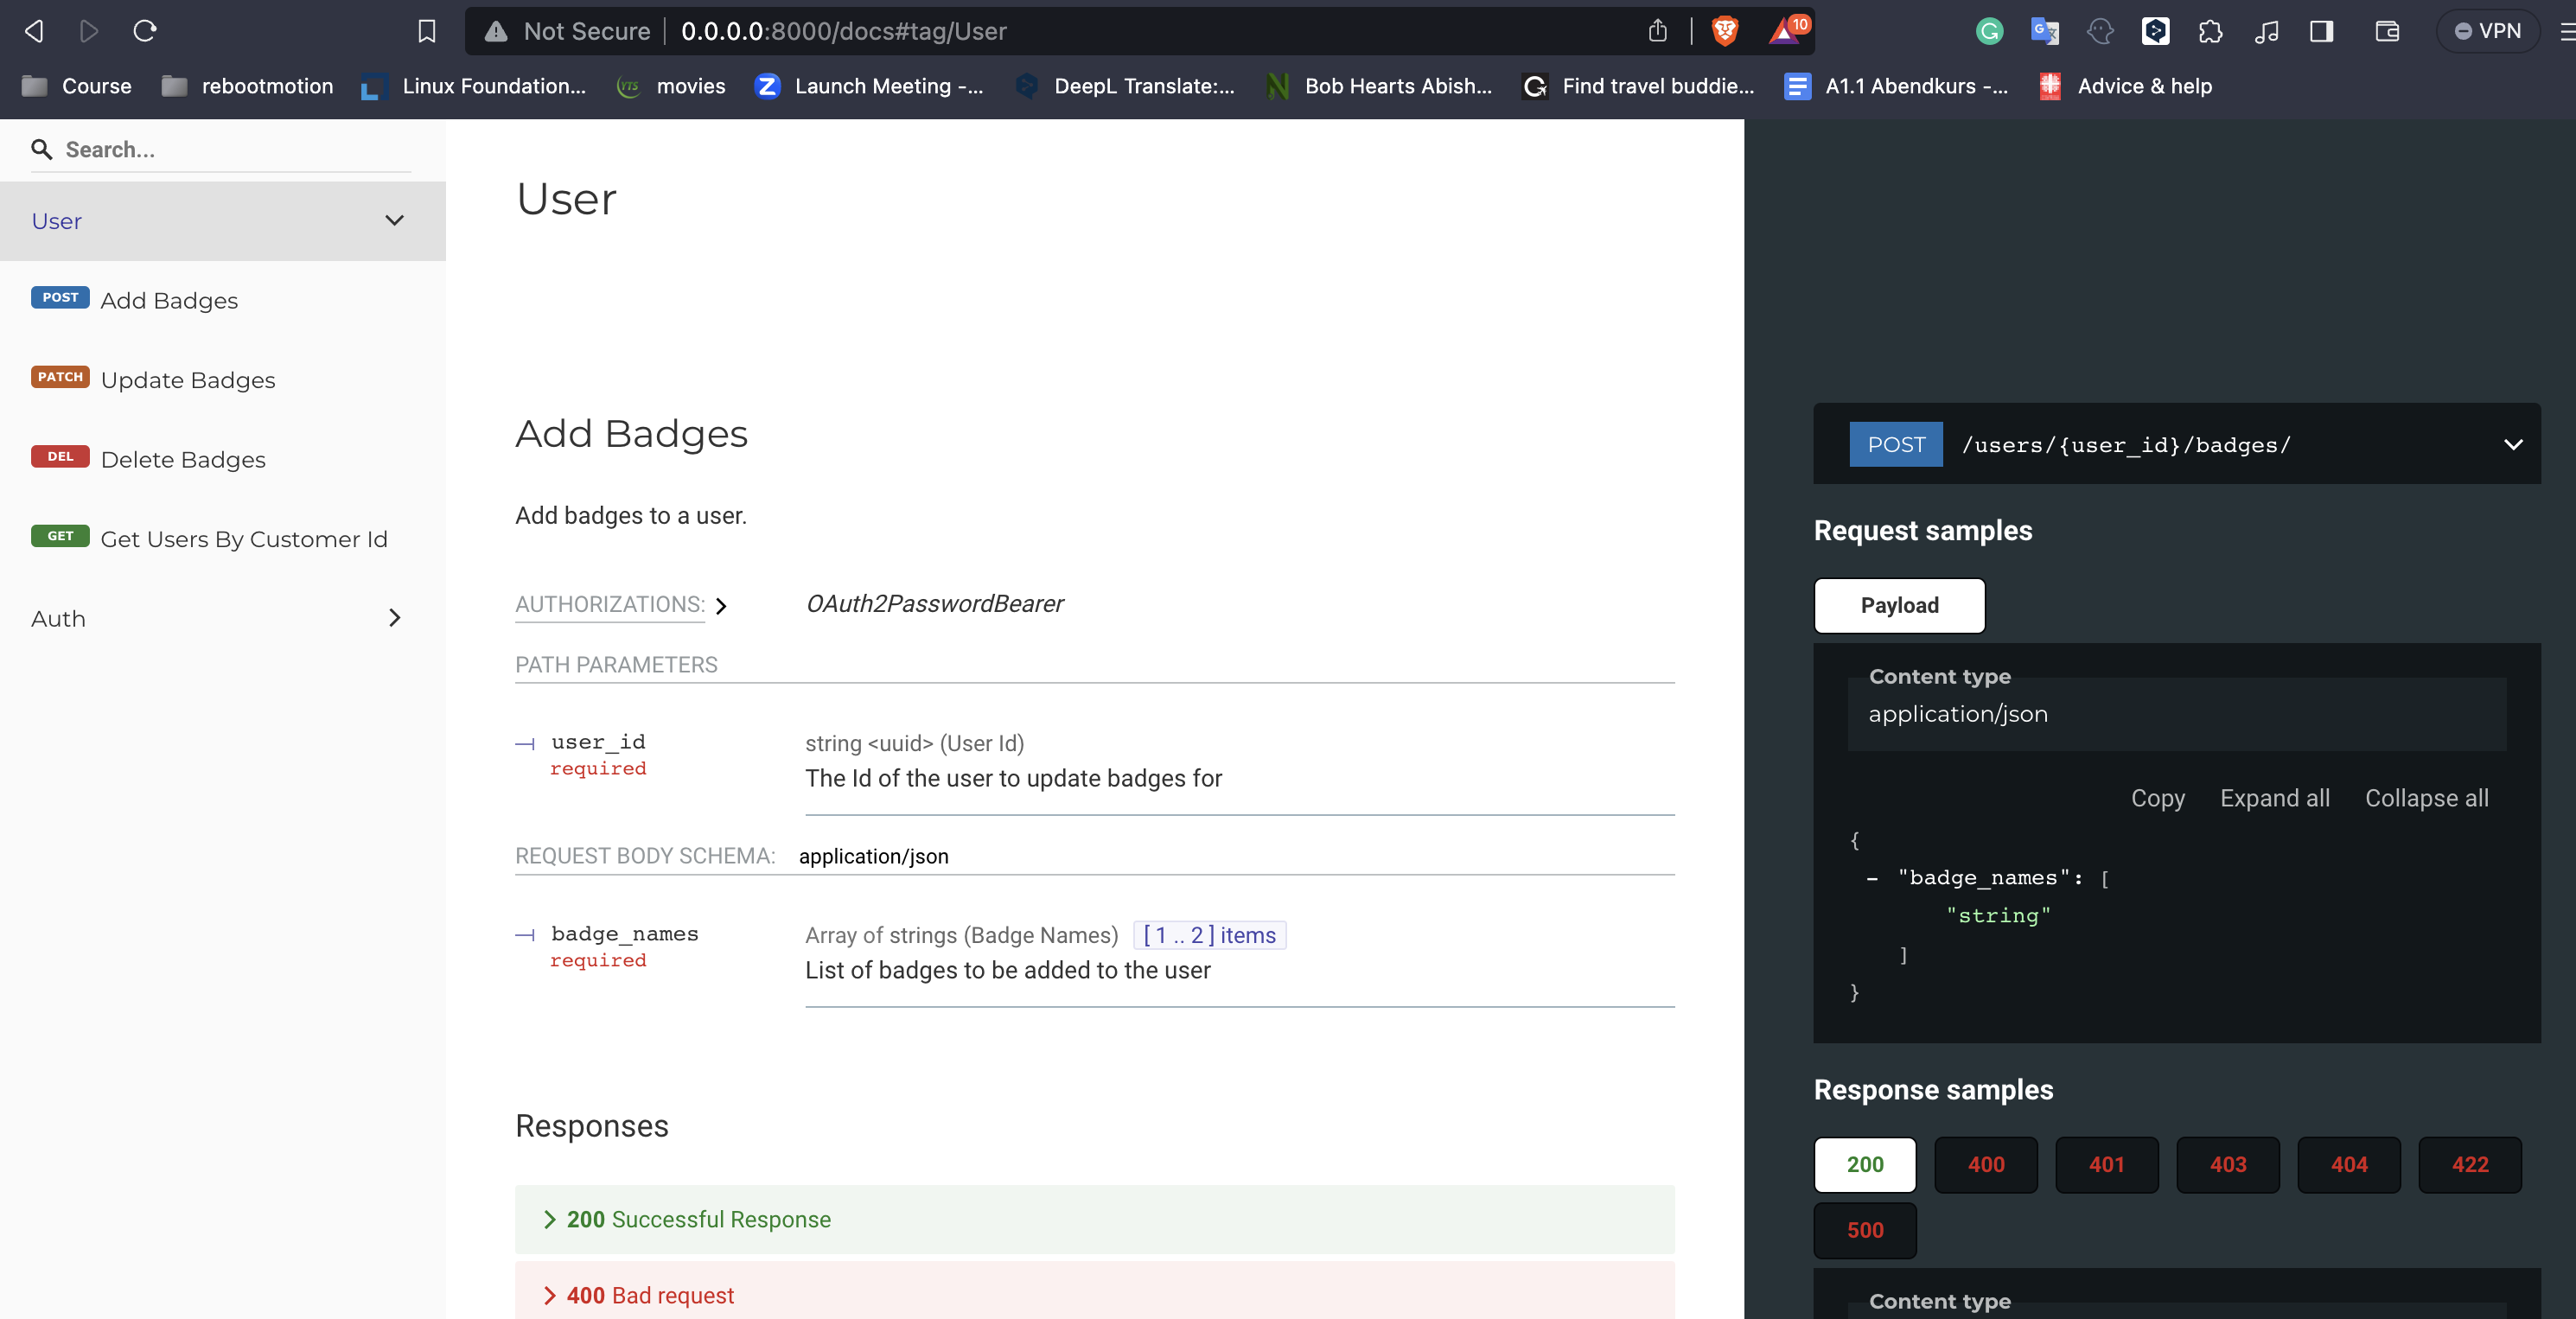 Not Secure 0.0.0.0:8000/docs#tag/User 10 VPN
Course rebootmotion Linux Foundation... YTS movies Launch Meeting -... DeepL Translate:... Bob Hearts Abish... Find travel buddie... A1.1 Abendkurs -... Advice & help
Search...
User
POST Add Badges
PATCH Update Badges
DEL Delete Badges
GET Get Users By Customer Id
Auth
User
Add Badges
Add badges to a user.
AUTHORIZATIONS: OAuth2PasswordBearer
PATH PARAMETERS
user_id string <uuid> (User Id)
required The Id of the user to update badges for
REQUEST BODY SCHEMA: application/json
badge_names Array of strings (Badge Names) [ 1 .. 2 ] items
required List of badges to be added to the user
Responses
200 Successful Response
400 Bad request
POST /users/{user_id}/badges/
Request samples
Payload
Content type
application/json
Copy Expand all Collapse all
{
- "badge_names": [
"string"
]
}
Response samples
200 400 401 403 404 422
500
Content type